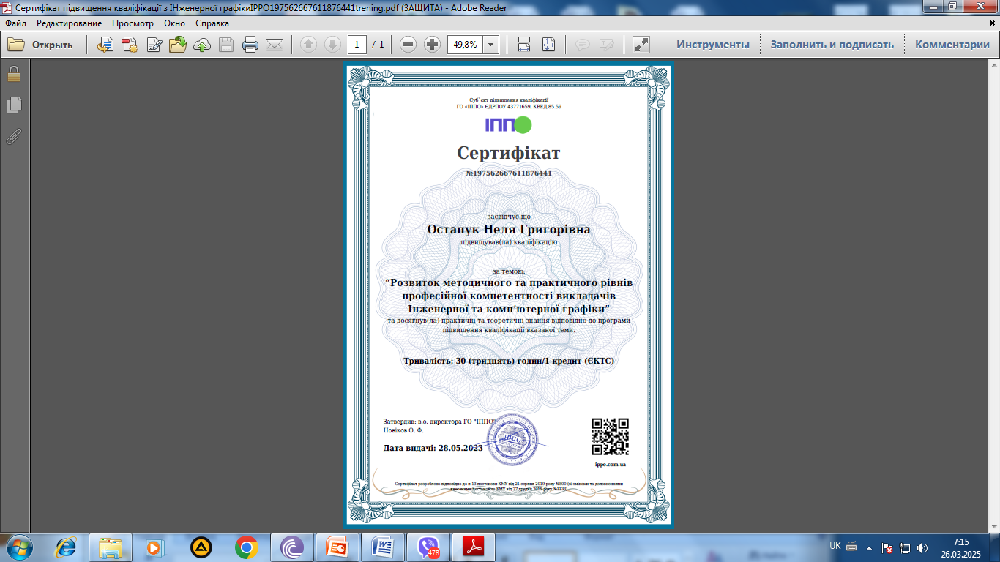 Сертифікат підвищення кваліфікації з ІНженерної графікиIPPO197562667611876441trening.pdf (ЗАЩИТА) - Adobe Reader
Файл Редактирование Просмотр Окно Справка
Открыть 1 / 1 49,8% Инструменты Заполнить и подписать Комментарии
Суб`єкт підвищення кваліфікації
ГО «ІППО» ЄДРПОУ 43771659, КВЕД 85.59
ІПП
Сертифікат
№197562667611876441
засвідчує що
Остапук Неля Григорівна
підвищував(ла) кваліфікацію
за темою:
“Розвиток методичного та практичного рівнів
професійної компетентності викладачів
Інженерної та комп’ютерної графіки”
та досягнув(ла) практичні та теоретичні знання відповідно до програми
підвищення кваліфікації вказаної теми.
Тривалість: 30 (тридцять) годин/1 кредит (ЄКТС)
Затвердив: в.о. директора ГО "ІППО"
Новіков О. Ф.
ІППО
Дата видачі: 28.05.2023
ippo.com.ua
Сертифікат розроблено відповідно до п-13 постанови КМУ від 21 серпня 2019 року №800 (зі змінами та доповненнями
внесеними постановою КМУ від 27 грудня 2019 року №1133)
478
UK
7:15
26.03.2025